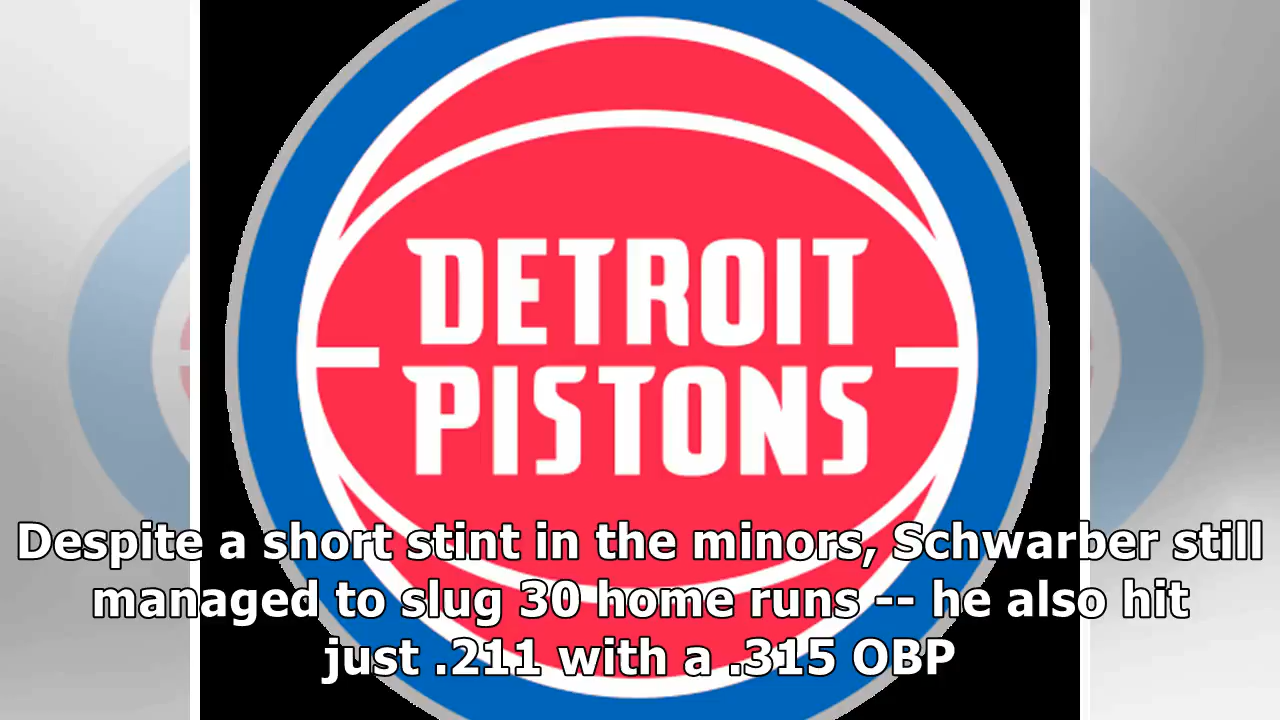 DETROIT
PISTONS
Despite a short stint in the minors, Schwarber still
managed to slug 30 home runs -- he also hit
just .211 with a .315 OBP